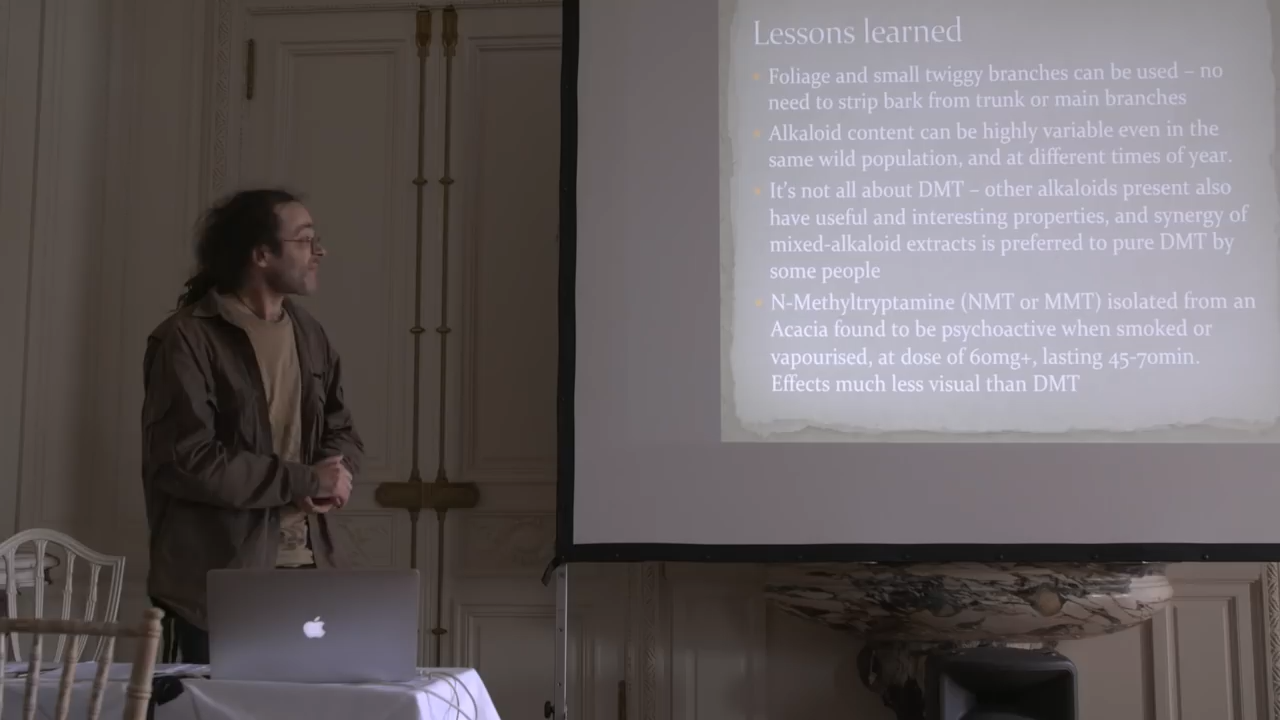 Lessons learned
Foliage and small twiggy branches can be used – no
need to strip bark from trunk or main branches
Alkaloid content can be highly variable even in the
same wild population, and at different times of year.
It's not all about DMT – other alkaloids present also
have useful and interesting properties, and synergy of
mixed-alkaloid extracts is preferred to pure DMT by
some people
N-Methyltryptamine (NMT or MMT) isolated from an
Acacia found to be psychoactive when smoked or
vapourised, at dose of 60mg+, lasting 45-70min.
Effects much less visual than DMT